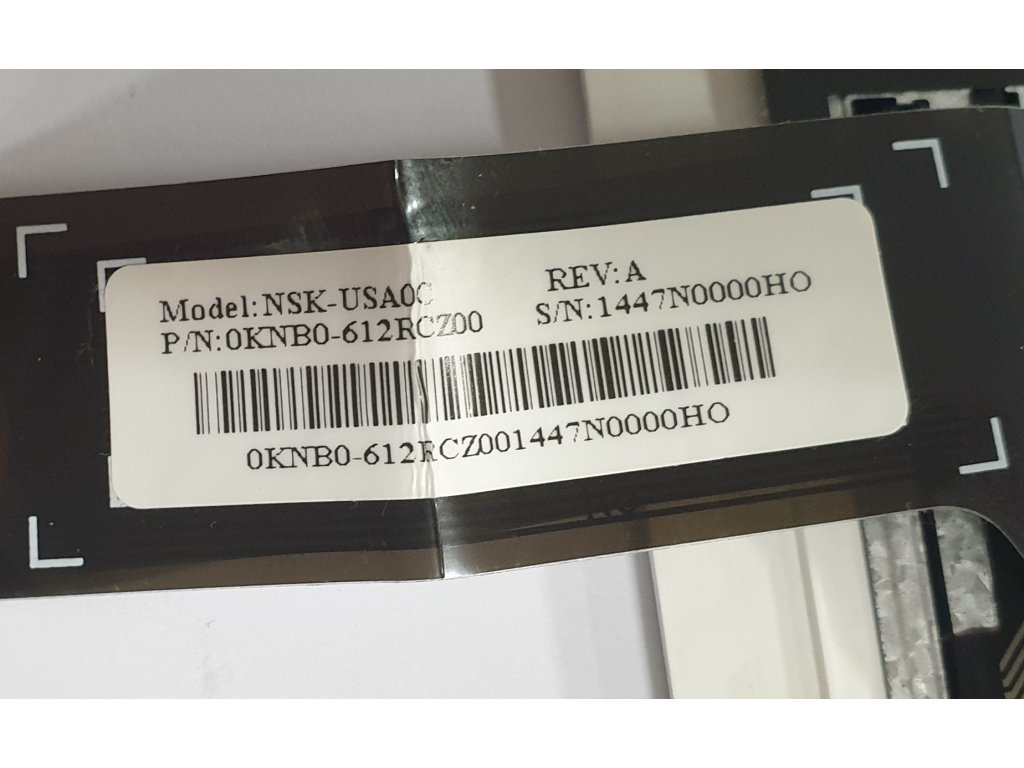 Model:NSK-USA0C
REV:A
P/N:0KNB0-612RCZ00
S/N:1447N0000HO
0KNB0-612RCZ001447N0000HO